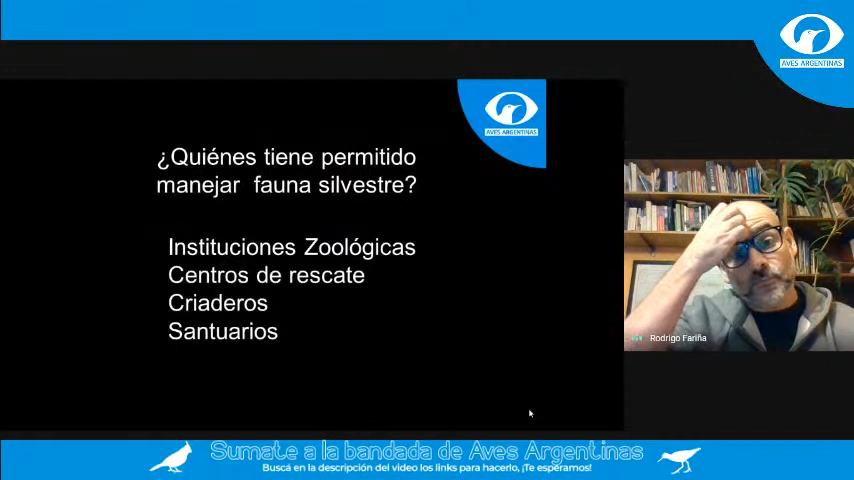 AVES ARGENTINAS
AVES ARGENTINAS
¿Quiénes tiene permitido
manejar fauna silvestre?
Instituciones Zoológicas
Centros de rescate
Criaderos
Santuarios
Rodrigo Fariña
Sumate a la bandada de Aves Argentinas
Buscá en la descripción del video los links para hacerlo, ¡Te esperamos!